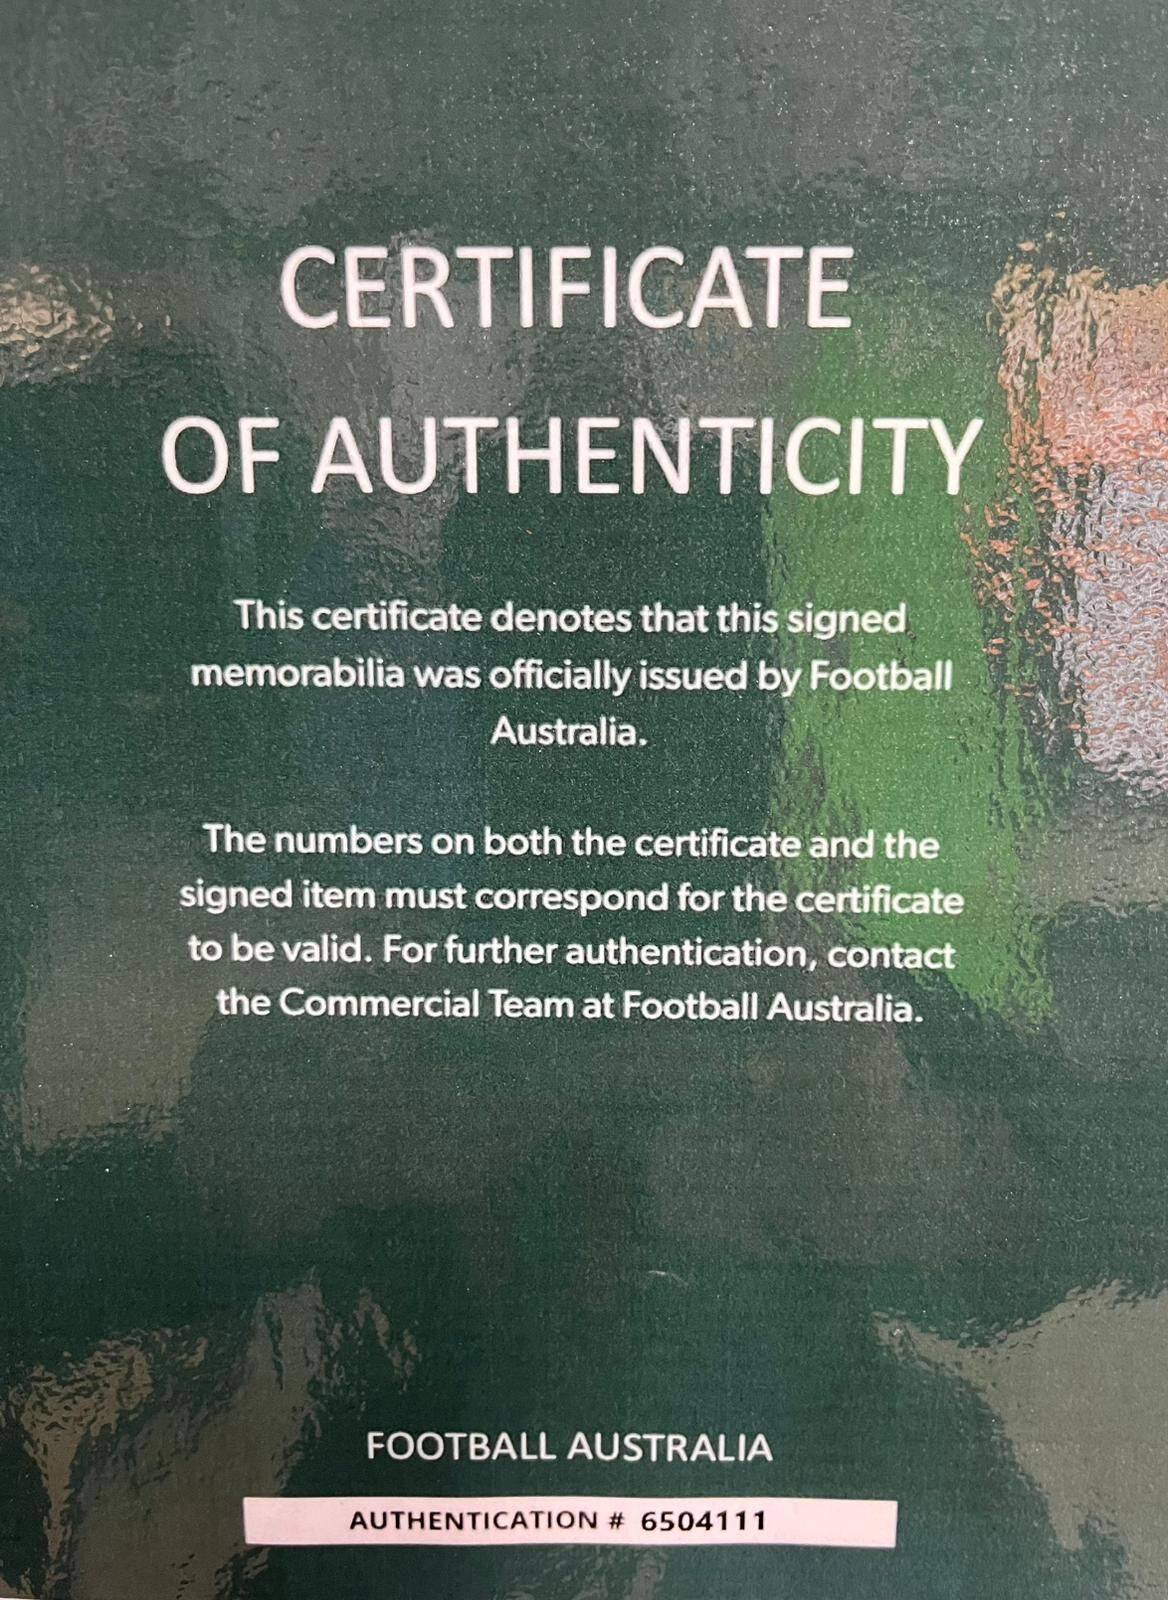 CERTIFICATE
OF AUTHENTICITY
This certificate denotes that this signed
memorabilia was officially issued by Football
Australia.
The numbers on both the certificate and the
signed item must correspond for the certificate
to be valid. For further authentication, contact
the Commercial Team at Football Australia.
FOOTBALL AUSTRALIA
AUTHENTICATION # 6504111